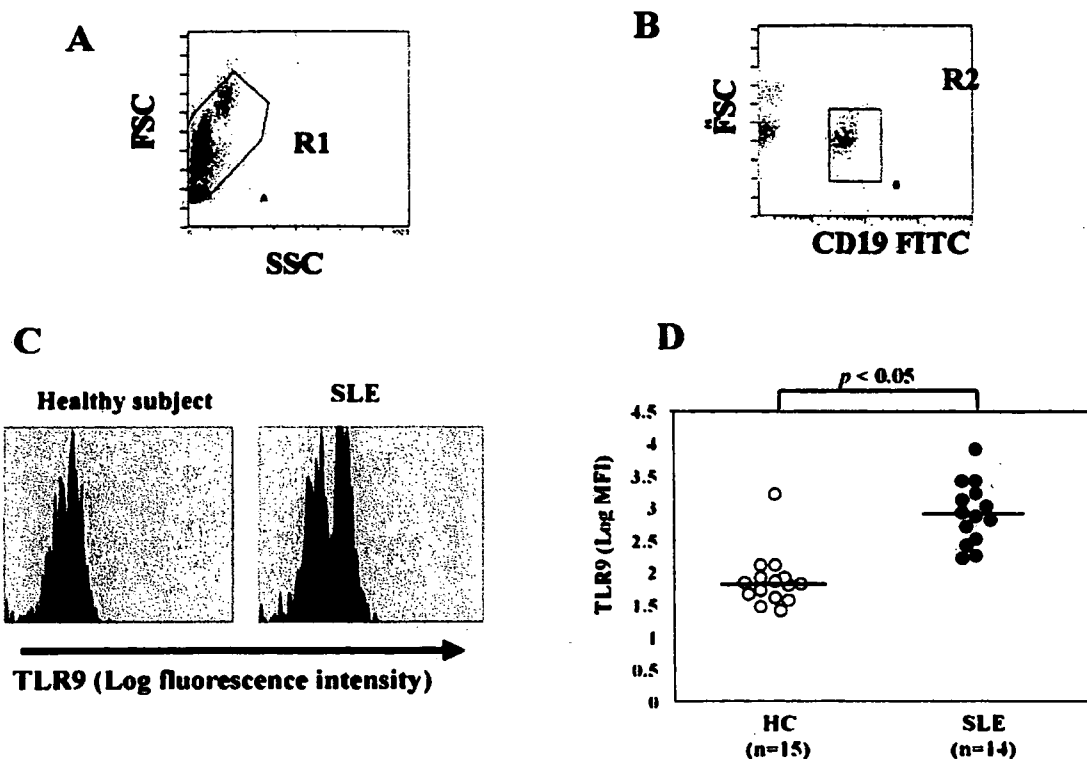 A
FSC
R1
A
SSC
B
FSC
R2
CD19 FITC
C
Healthy subject
SLE
TLR9 (Log fluorescence intensity)
D
p < 0.05
TLR9 (Log MFI)
4.5
4
3.5
3
2.5
2
1.5
1
0.5
0
HC
(n=15)
SLE
(n=14)